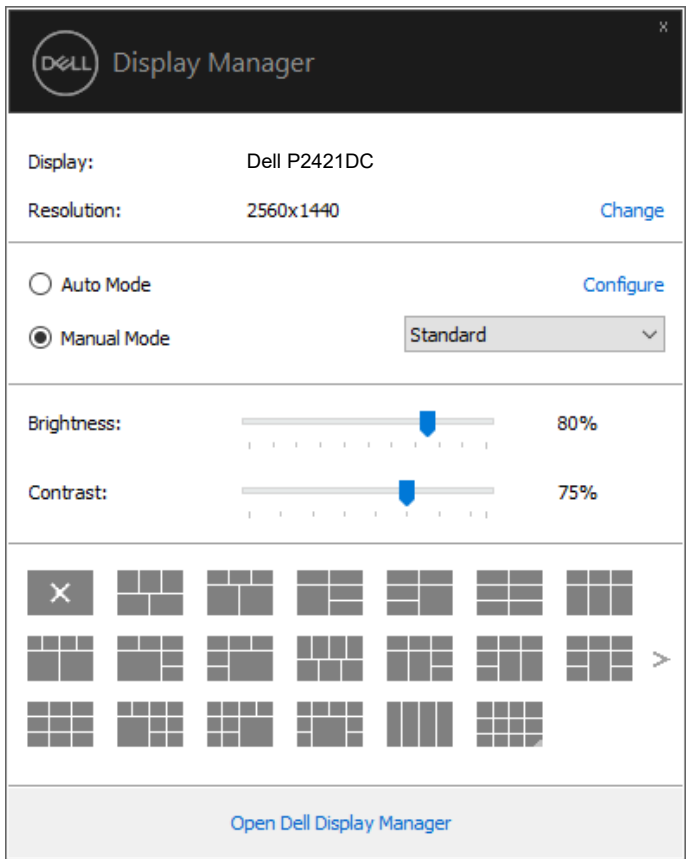 x
DELL Display Manager
Display: Dell P2421DC
Resolution: 2560x1440 Change
Auto Mode Configure
Manual Mode Standard
Brightness: 80%
Contrast: 75%
Open Dell Display Manager